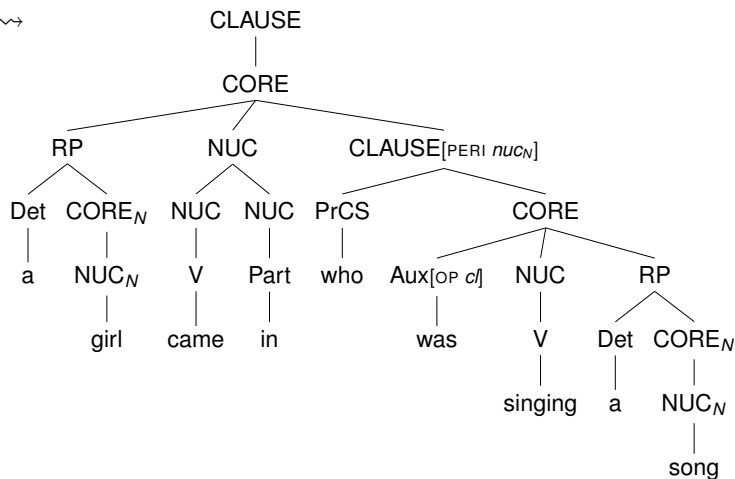 ⤳ CLAUSE
CORE
RP NUC CLAUSE[PERI nucN]
Det COREN NUC NUC PrCS CORE
a NUCN V Part who Aux[OP cl] NUC RP
girl came in was V Det COREN
singing a NUCN
song